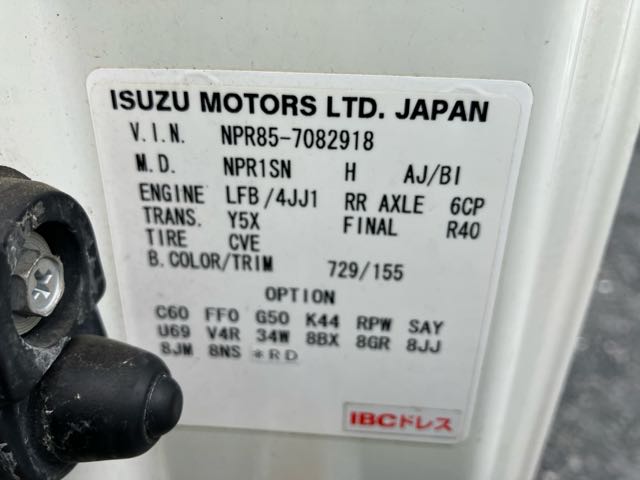 ISUZU MOTORS LTD. JAPAN
V.I.N. NPR85-7082918
M.D. NPR1SN H AJ/BI
ENGINE LFB/4JJ1 RR AXLE 6CP
TRANS. Y5X FINAL R40
TIRE CVE
B.COLOR/TRIM 729/155
OPTION
C60 FF0 G50 K44 RPW SAY
U69 V4R 34W 8BX 8GR 8JJ
8JM 8NS *RD
IBCドレス